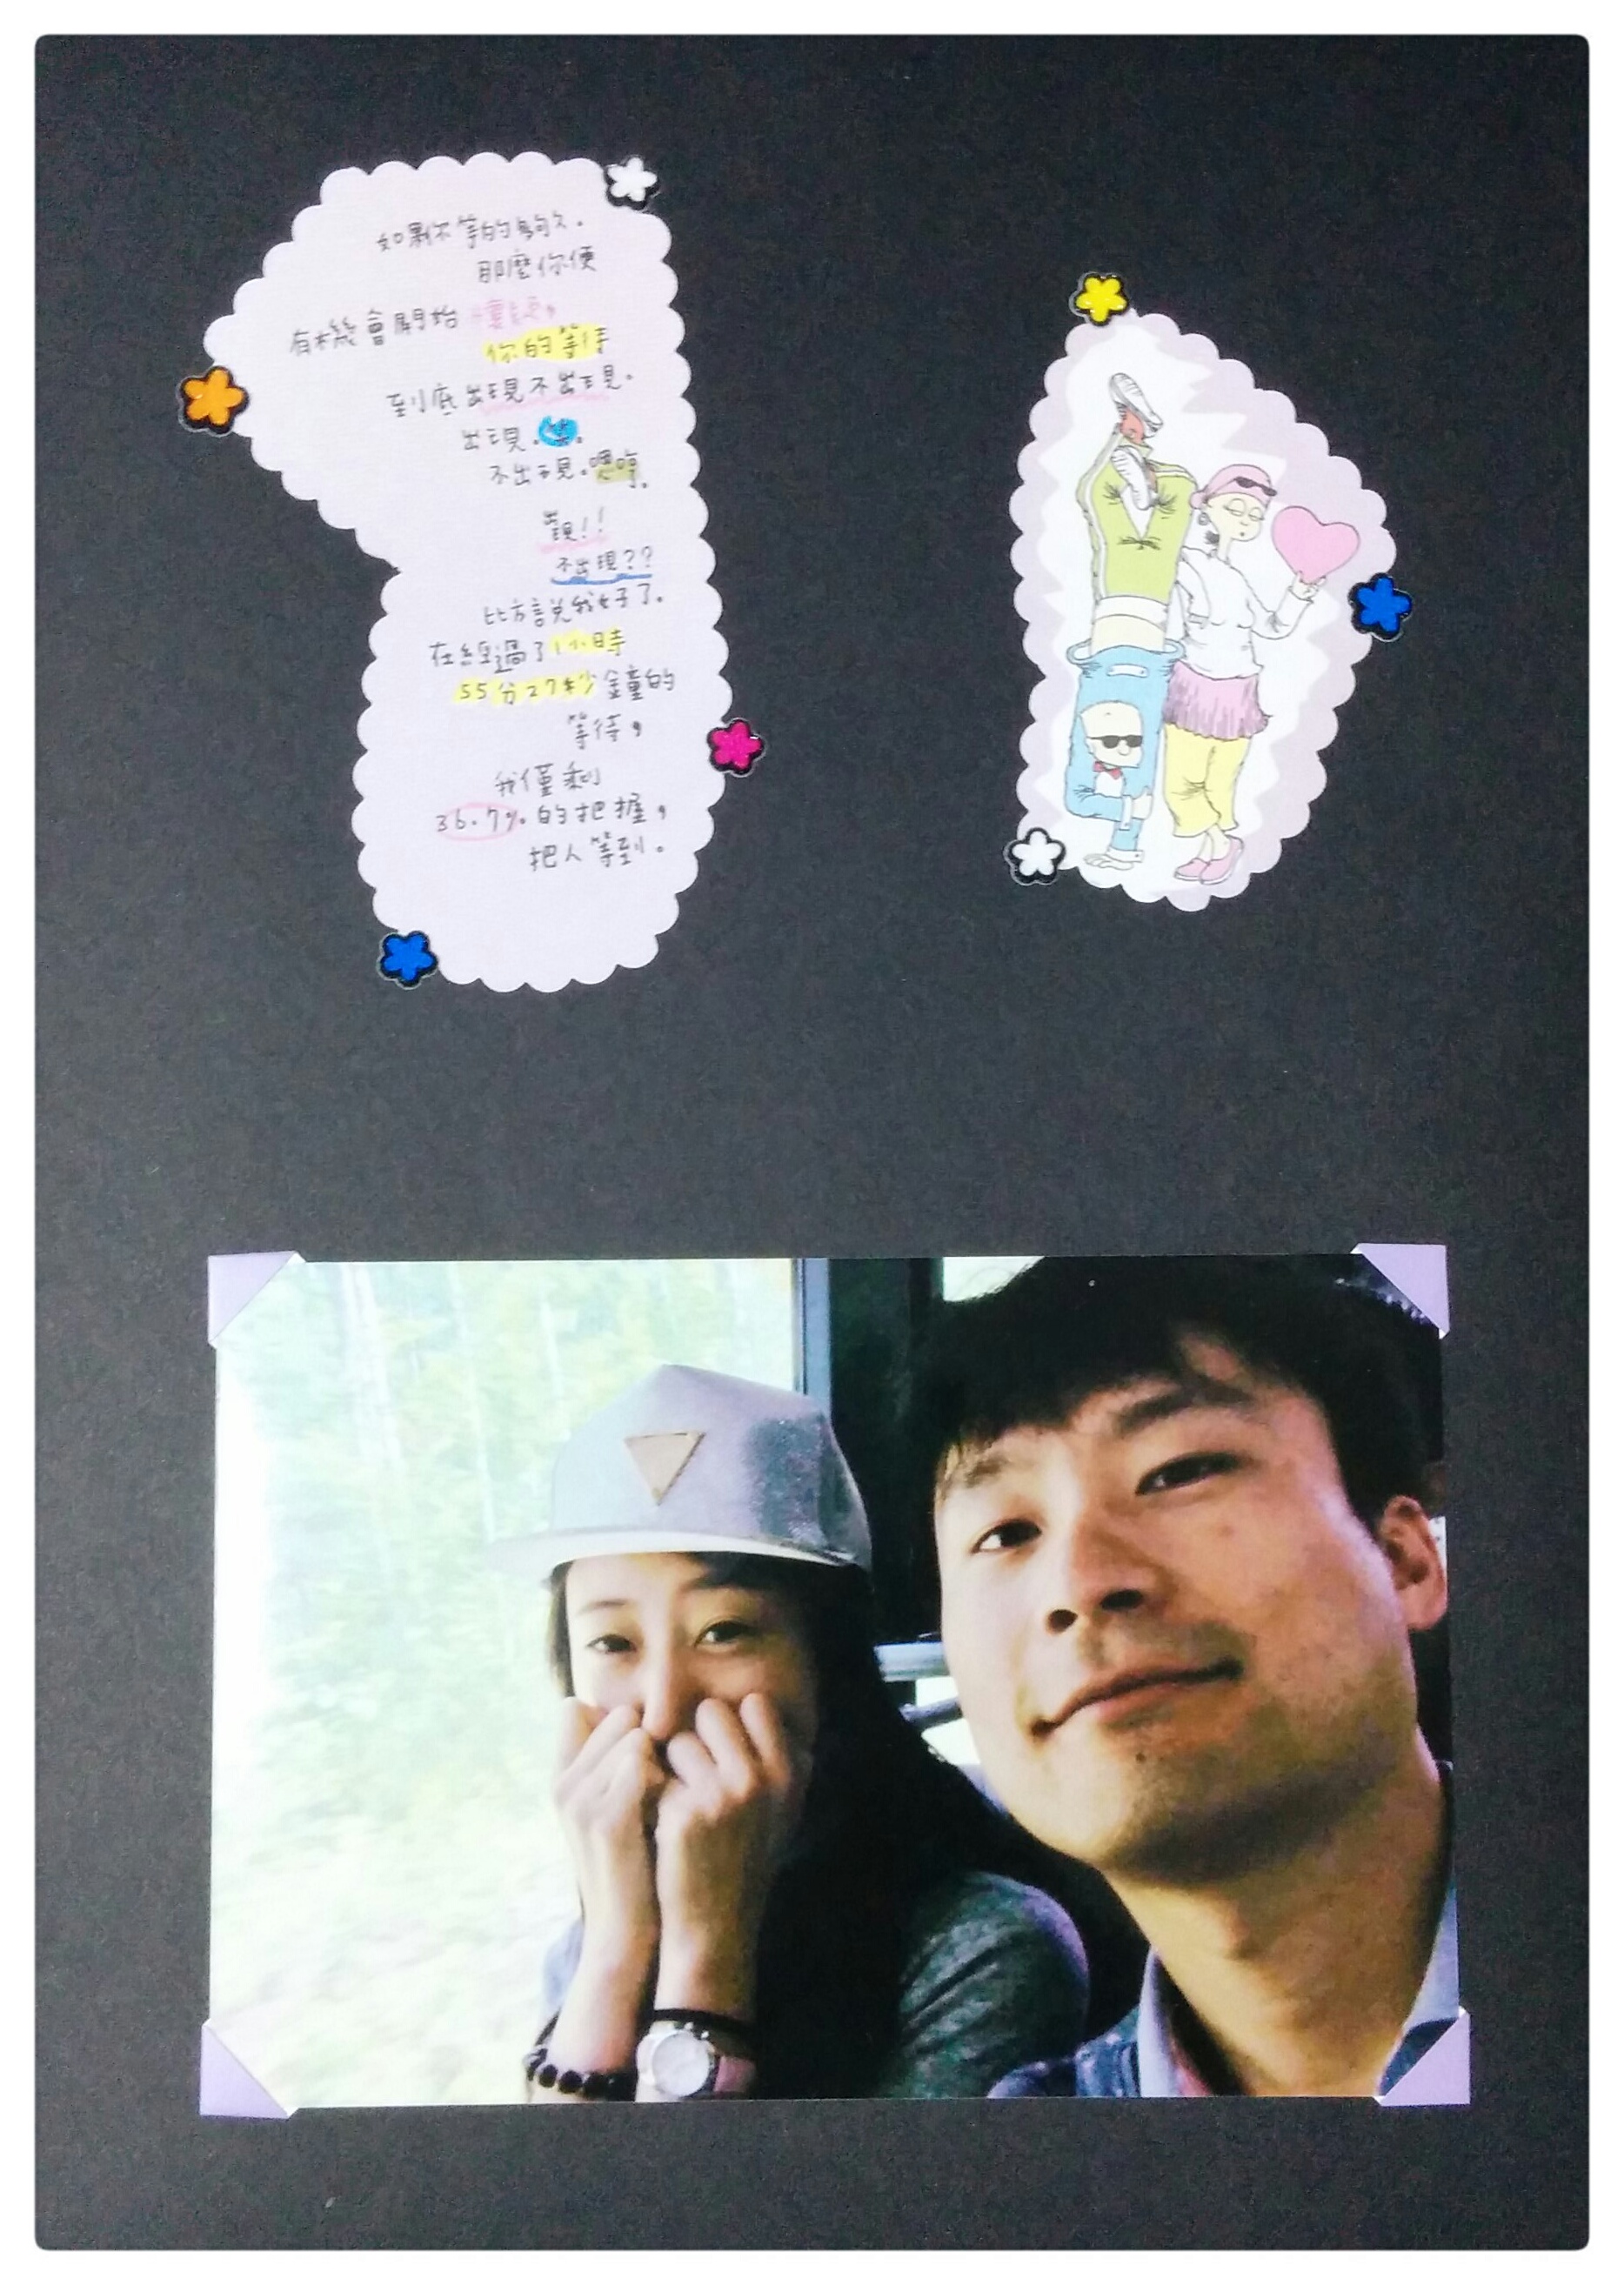 如果你等的夠久。
那麼你便
有機會開始懷疑，
你的等待
到底出現不出現。
出現。笑。
不出現。嗯哼。
出現!!
不出現??
比方說我好了。
在經過了1小時
55分27秒鐘的
等待，
我僅剩
36.7%的把握，
把人等到。